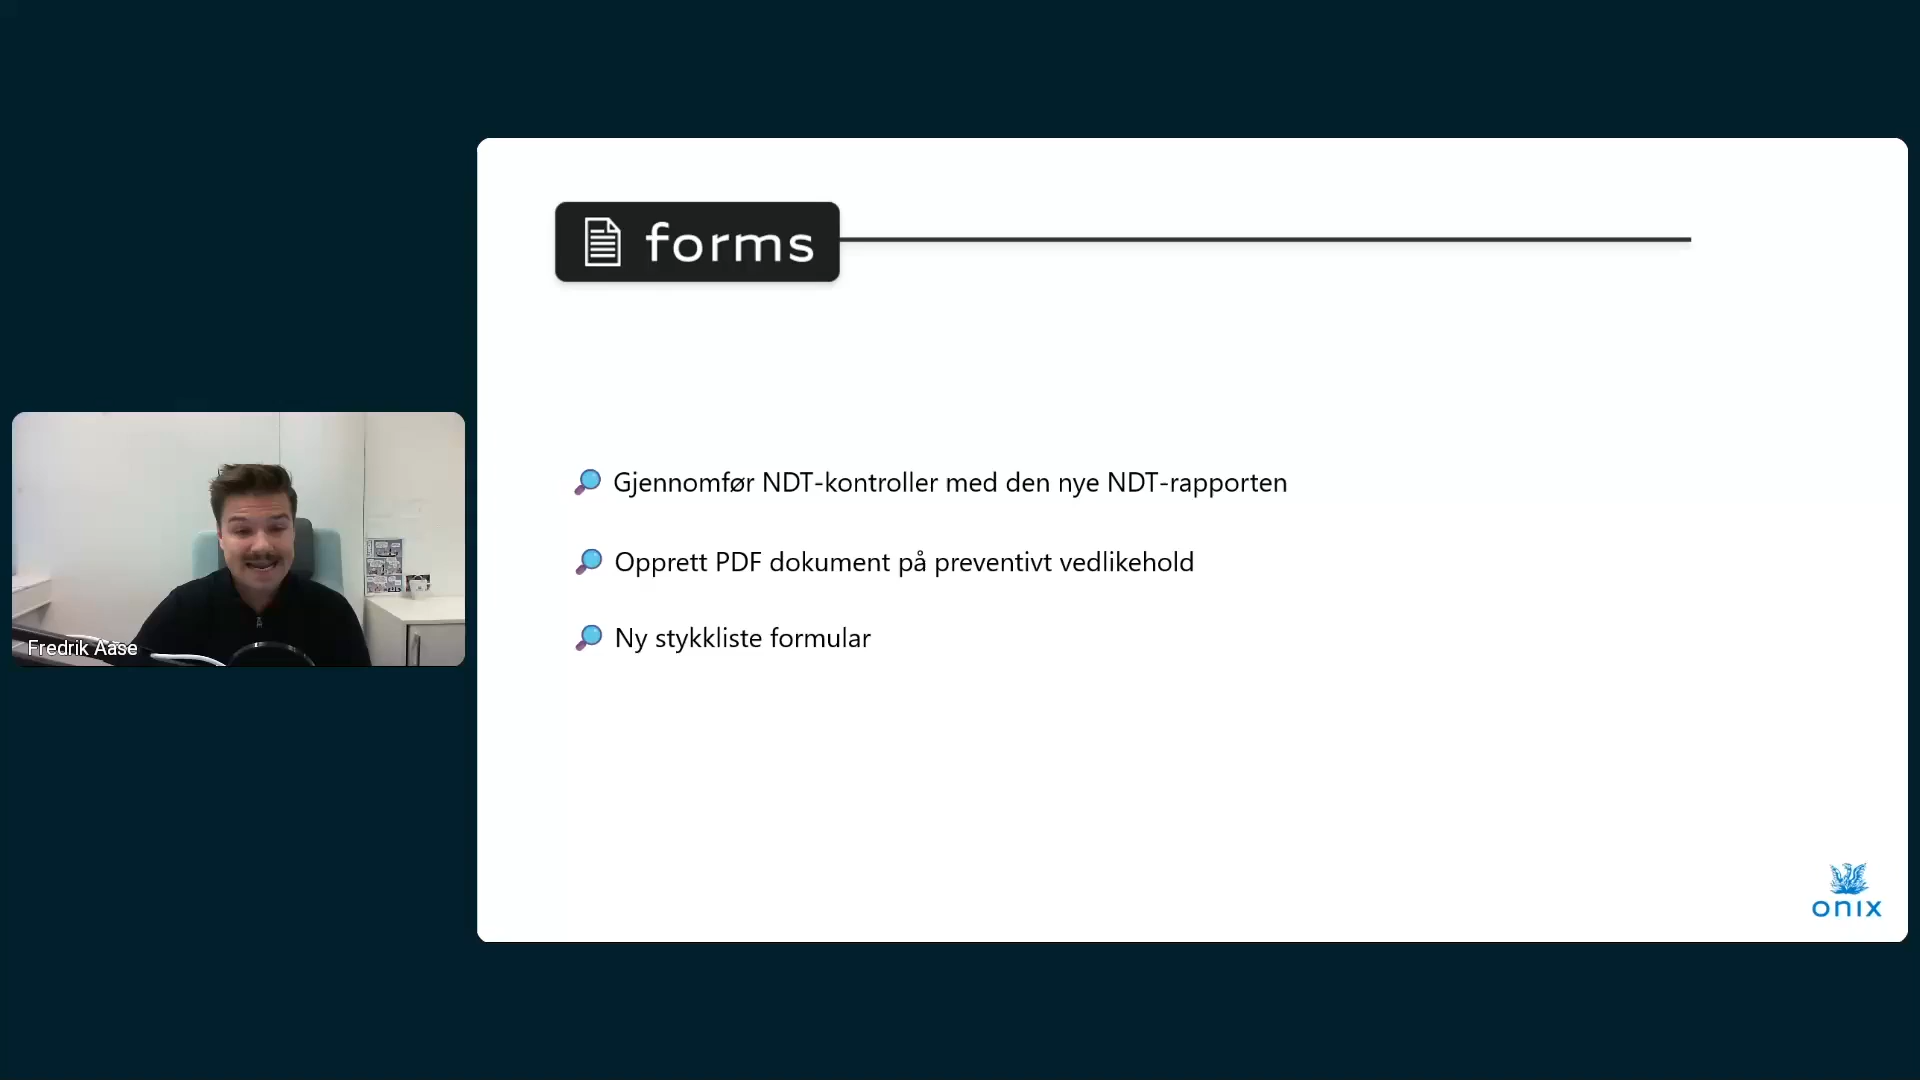 forms
Gjennomfør NDT-kontroller med den nye NDT-rapporten
Opprett PDF dokument på preventivt vedlikehold
Ny stykkliste formular
Fredrik Aase
onix